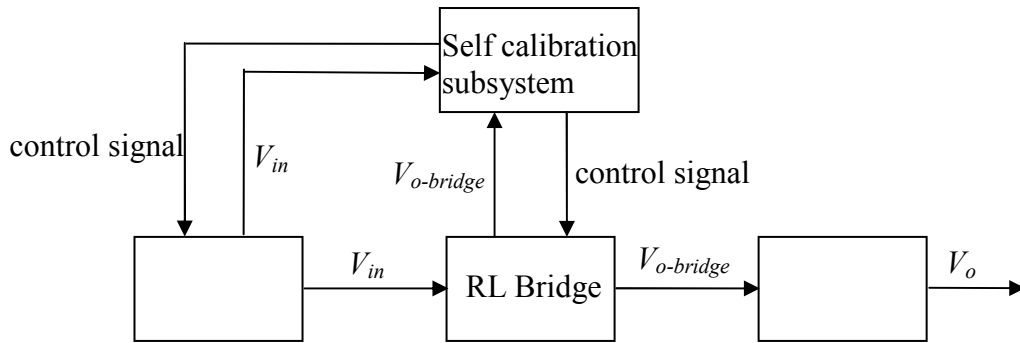 Self calibration
subsystem
control signal
V_in
V_o-bridge
control signal
V_in
RL Bridge
V_o-bridge
V_o